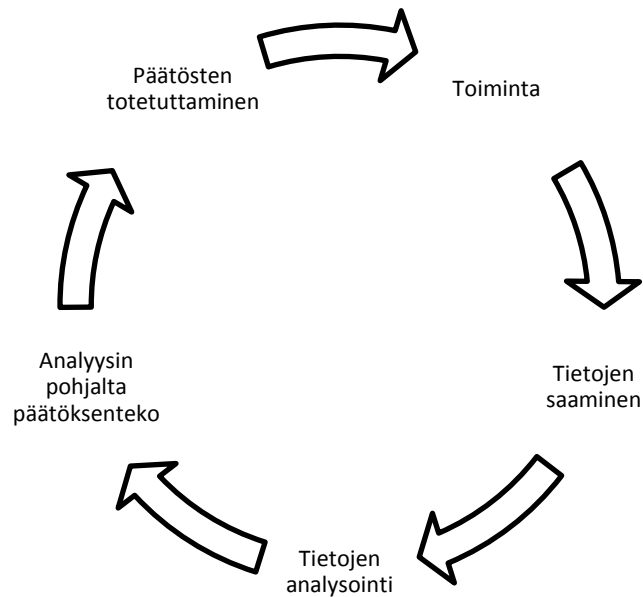 Päätösten
totetuttaminen
Toiminta
Tietojen
saaminen
Tietojen
analysointi
Analyysin
pohjalta
päätöksenteko